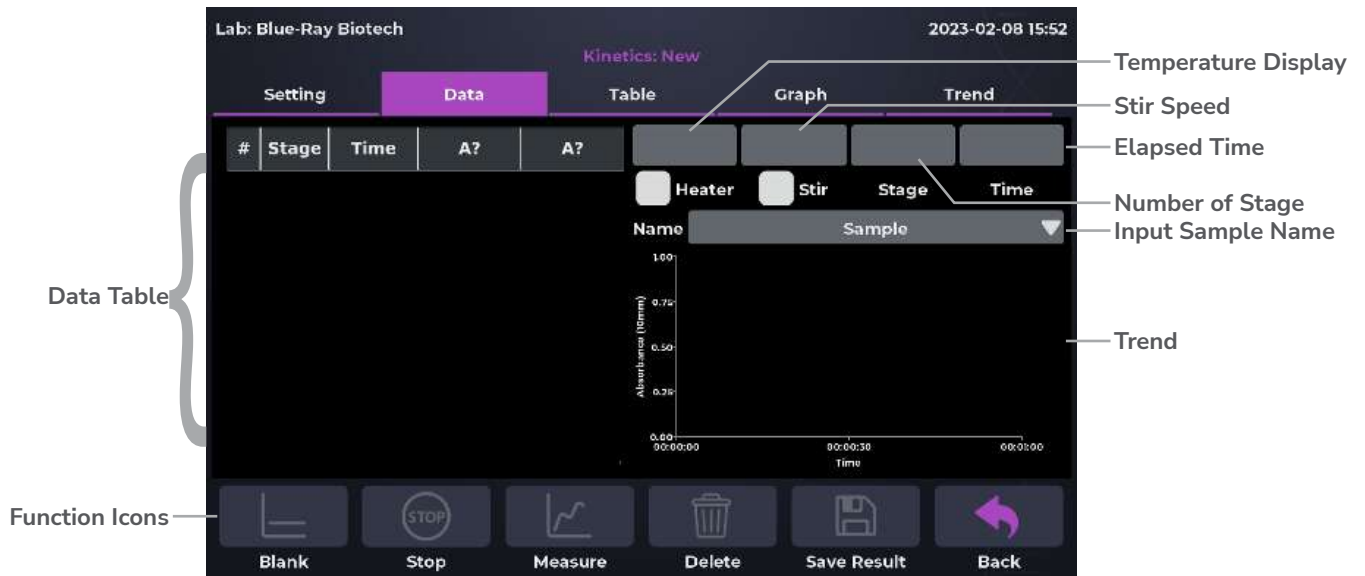 Lab: Blue-Ray Biotech
2023-02-08 15:52
Kinetics: New
Setting
Data
Table
Graph
Trend
# Stage Time A? A?
Heater
Stir
Stage
Time
Name
Sample
1.00
0.75
0.50
0.25
0.00
Absorbance (10mm)
00:00:00
00:00:30
00:01:00
Time
STOP
Blank
Stop
Measure
Delete
Save Result
Back
Data Table
Function Icons
Temperature Display
Stir Speed
Elapsed Time
Number of Stage
Input Sample Name
Trend